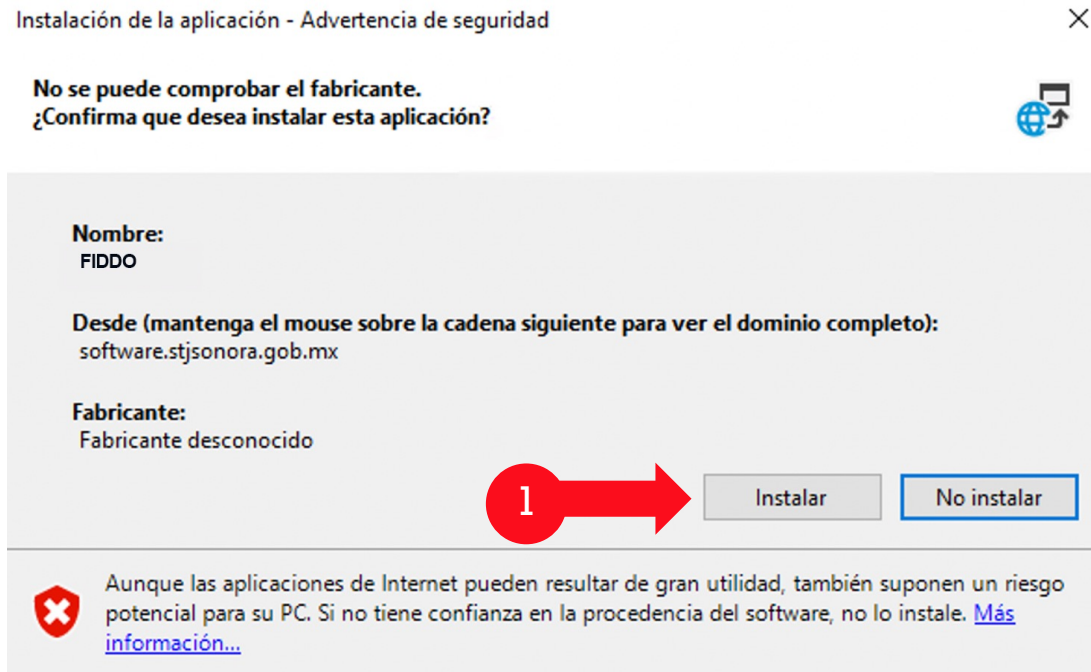 Instalación de la aplicación - Advertencia de seguridad
No se puede comprobar el fabricante.
¿Confirma que desea instalar esta aplicación?
Nombre:
FIDDO
Desde (mantenga el mouse sobre la cadena siguiente para ver el dominio completo):
software.stjsonora.gob.mx
Fabricante:
Fabricante desconocido
1
Instalar
No instalar
Aunque las aplicaciones de Internet pueden resultar de gran utilidad, también suponen un riesgo
potencial para su PC. Si no tiene confianza en la procedencia del software, no lo instale. Más
información...